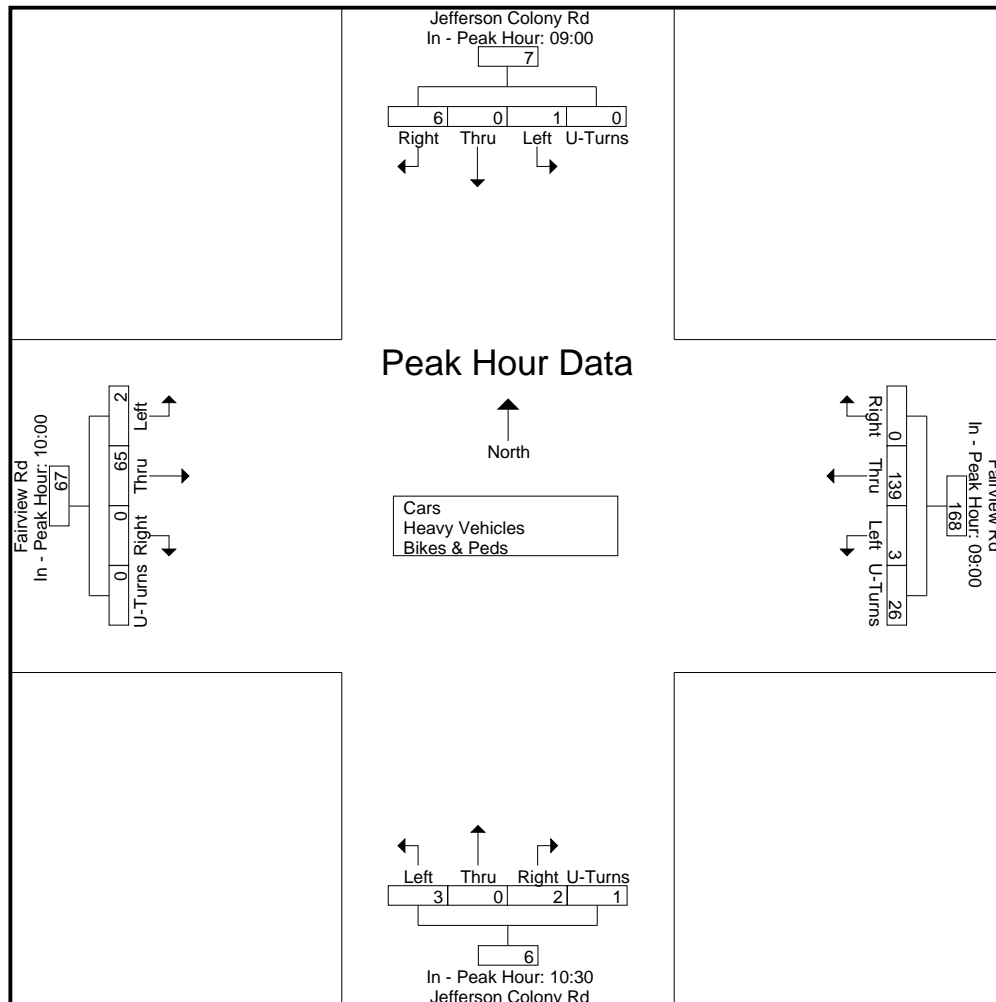 Jefferson Colony Rd
In - Peak Hour: 09:00
7
6 0 1 0
Right Thru Left U-Turns
Peak Hour Data
North
Cars
Heavy Vehicles
Bikes & Peds
Fairview Rd
In - Peak Hour: 10:00
67
2 65 0 0
Left Thru Right U-Turns
Fairview Rd
In - Peak Hour: 09:00
168
0 139 3 26
Right Thru Left U-Turns
Left Thru Right U-Turns
3 0 2 1
6
In - Peak Hour: 10:30
Jefferson Colony Rd